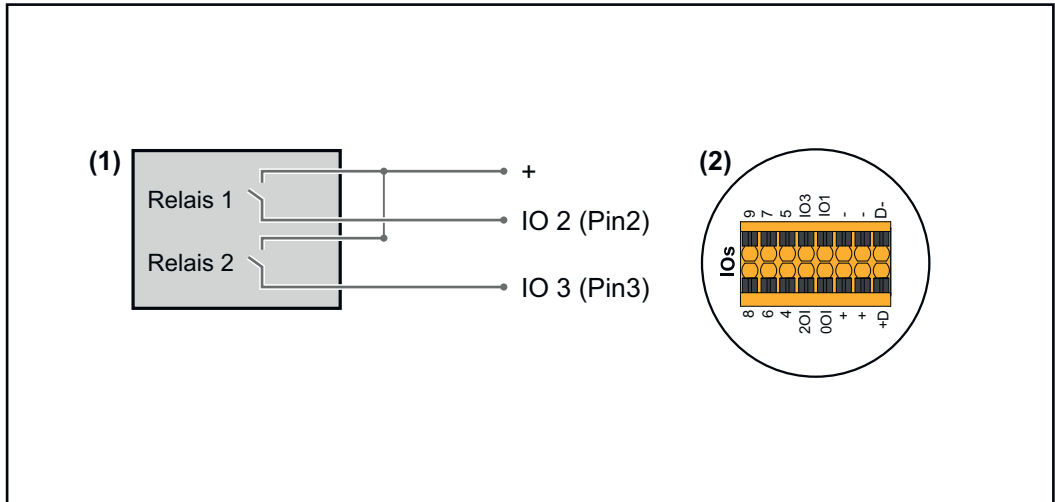 (1)
Relais 1
Relais 2
+
IO 2 (Pin2)
IO 3 (Pin3)
(2)
IOs
9 7 5 IO3 IO1 - - D-
8 6 4 IO2 IO0 + + D+